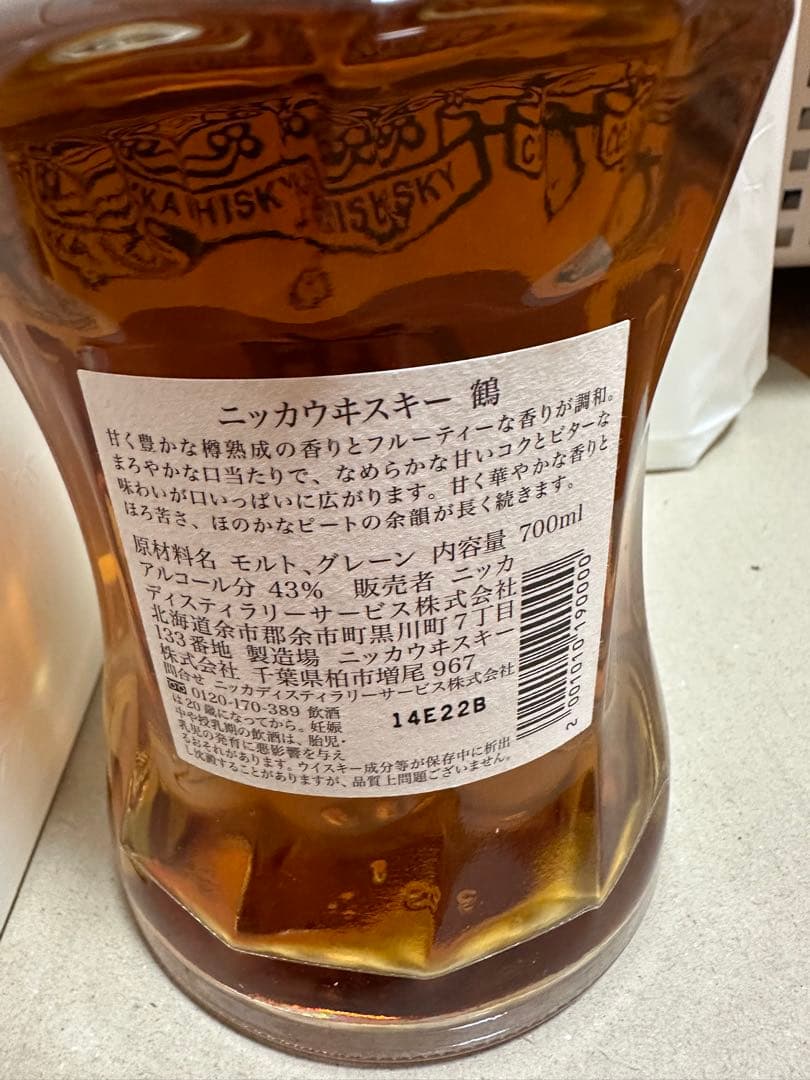 HISK
SKY
ニッカウヰスキー 鶴
甘く豊かな樽熟成の香りとフルーティーな香りが調和。
まろやかな口当たりで、なめらかな甘いコクとビターな
味わいが口いっぱいに広がります。甘く華やかな香りと
ほろ苦さ、ほのかなピートの余韻が長く続きます。
原材料名 モルト、グレーン 内容量 700ml
アルコール分 43% 販売者 ニッカ
ディスティラリーサービス株式会社
北海道余市郡余市町黒川町7丁目
133番地 製造場 ニッカウヰスキー
株式会社 千葉県柏市増尾 967
問合せ ニッカディスティラリーサービス株式会社
0120-170-389 飲酒
は20歳になってから。妊娠
中や授乳期の飲酒は、胎児・
乳児の発育に悪影響を与え
るおそれがあります。ウイスキー成分等が保存中に析出
し沈澱することがありますが、品質上問題ございません。
14E22B
2 001010 190000